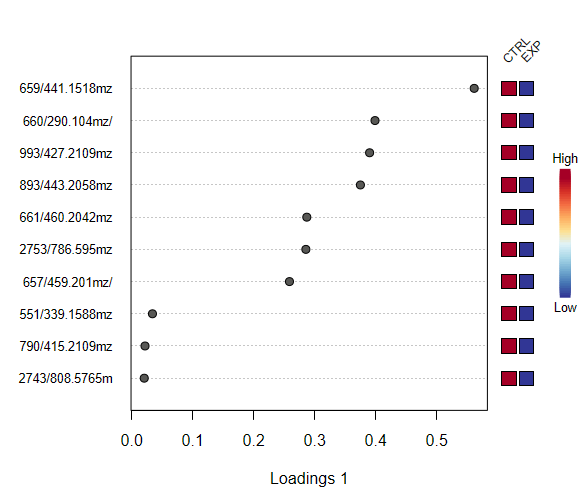 CTRL
EXP
659/441.1518mz
660/290.104mz/
993/427.2109mz
893/443.2058mz
661/460.2042mz
2753/786.595mz
657/459.201mz/
551/339.1588mz
790/415.2109mz
2743/808.5765m
High
Low
0.0 0.1 0.2 0.3 0.4 0.5
Loadings 1